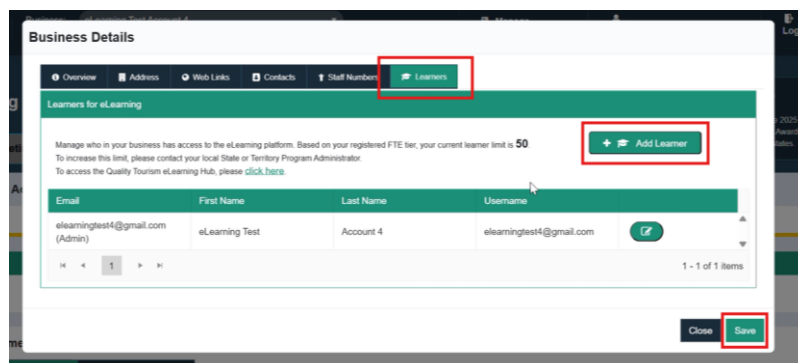 Business: eLearning Test Account 4
Manage
Log
Business Details
Overview
Address
Web Links
Contacts
Staff Numbers
Learners
Learners for eLearning
2025
Award
Manage who in your business has access to the eLearning platform. Based on your registered FTE tier, your current learner limit is 50.
To increase this limit, please contact your local State or Territory Program Administrator.
To access the Quality Tourism eLearning Hub, please click here.
+ Add Learner
Email First Name Last Name Username
elearningtest4@gmail.com (Admin) eLearning Test Account 4 elearningtest4@gmail.com
1
1 - 1 of 1 items
Close
Save